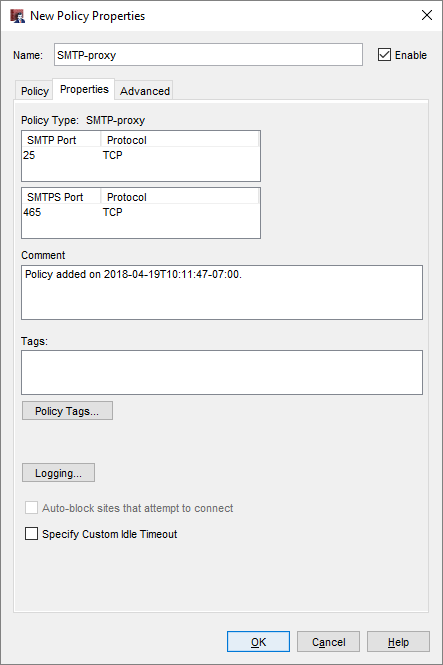 New Policy Properties
Name: SMTP-proxy Enable
Policy Properties Advanced
Policy Type: SMTP-proxy
SMTP Port Protocol
25 TCP
SMTPS Port Protocol
465 TCP
Comment
Policy added on 2018-04-19T10:11:47-07:00.
Tags:
Policy Tags...
Logging...
Auto-block sites that attempt to connect
Specify Custom Idle Timeout
OK Cancel Help